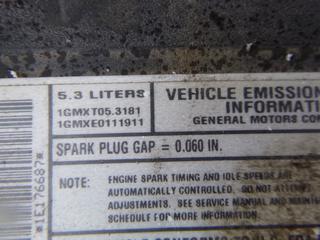 5.3 LITERS
1GMXT05.3181
1GMXE0111911
VEHICLE EMISSION
INFORMATI
GENERAL MOTORS CO
SPARK PLUG GAP = 0.060 IN.
NOTE: ENGINE SPARK TIMING AND IDLE SPEEDS ARE
AUTOMATICALLY CONTROLLED. DO NOT ATTEMPT
ADJUSTMENTS. SEE SERVICE MANUAL AND MAINTEN
SCHEDULE FOR MORE INFORMATION.
*1E176687*